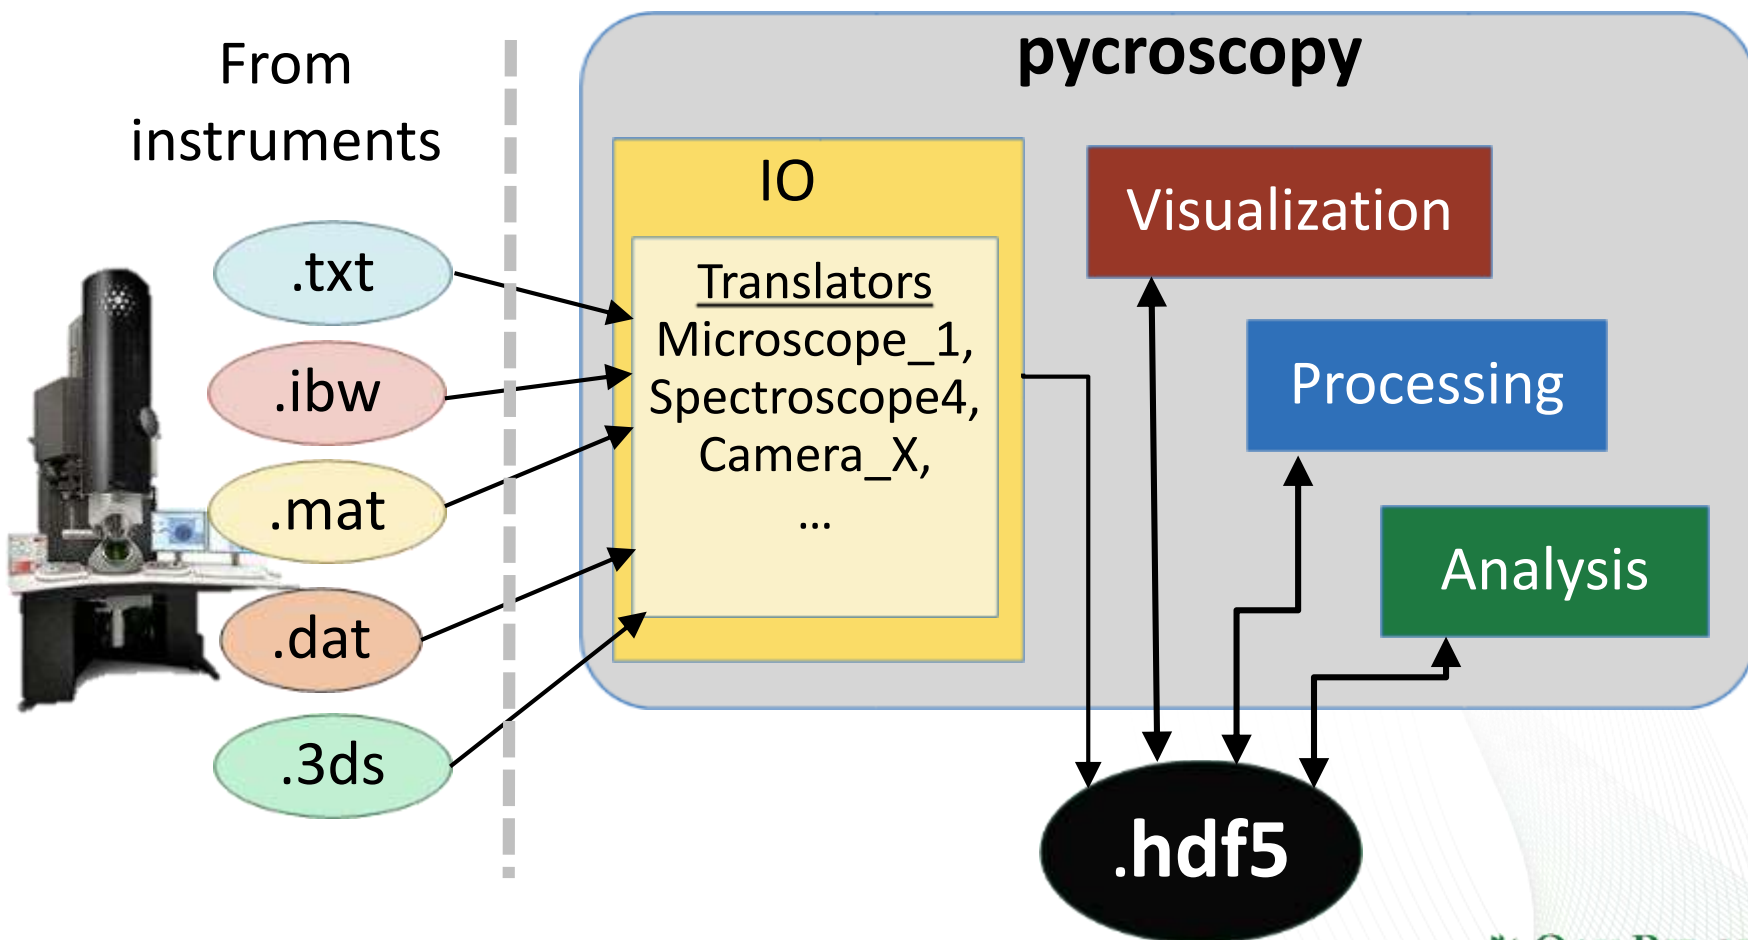 From
instruments
.txt
.ibw
.mat
.dat
.3ds
pycroscopy
IO
Translators
Microscope_1,
Spectroscope4,
Camera_X,
...
Visualization
Processing
Analysis
.hdf5